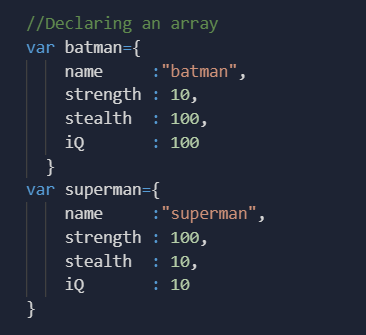 //Declaring an array
var batman={
    name     :"batman",
    strength : 10,
    stealth  : 100,
    iQ       : 100
  }
var superman={
    name     :"superman",
    strength : 100,
    stealth  : 10,
    iQ       : 10
}